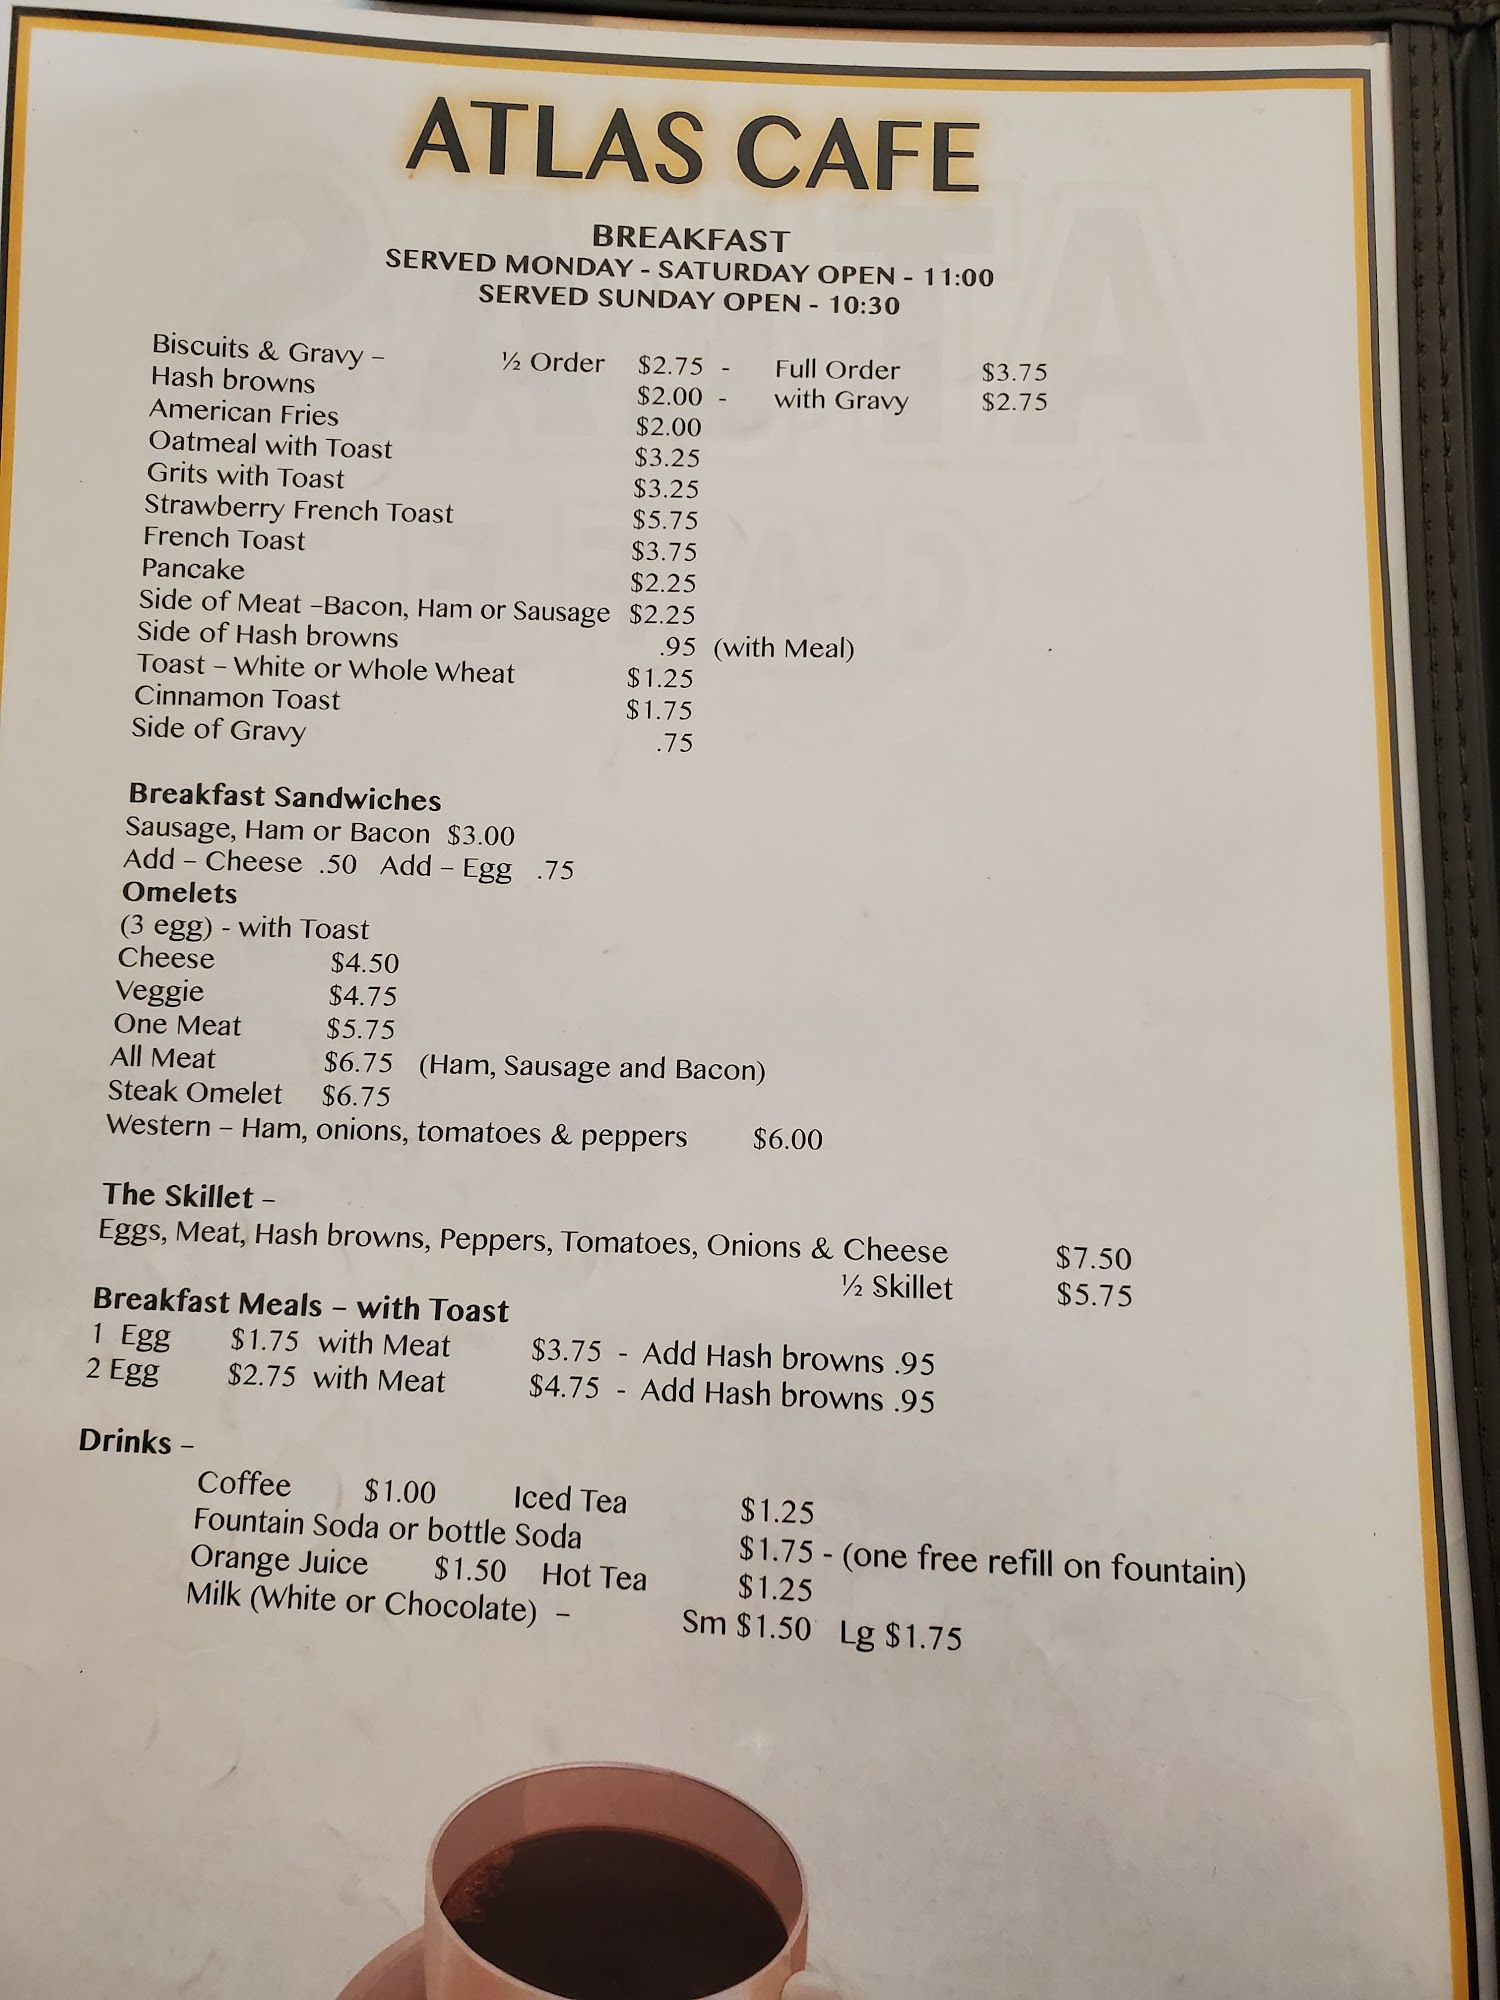 ATLAS CAFE
BREAKFAST
SERVED MONDAY - SATURDAY OPEN - 11:00
SERVED SUNDAY OPEN - 10:30
Biscuits & Gravy – ½ Order $2.75 - Full Order $3.75
Hash browns $2.00 - with Gravy $2.75
American Fries $2.00
Oatmeal with Toast $3.25
Grits with Toast $3.25
Strawberry French Toast $5.75
French Toast $3.75
Pancake $2.25
Side of Meat –Bacon, Ham or Sausage $2.25
Side of Hash browns .95 (with Meal)
Toast – White or Whole Wheat $1.25
Cinnamon Toast $1.75
Side of Gravy .75
Breakfast Sandwiches
Sausage, Ham or Bacon $3.00
Add – Cheese .50 Add – Egg .75
Omelets
(3 egg) - with Toast
Cheese $4.50
Veggie $4.75
One Meat $5.75
All Meat $6.75 (Ham, Sausage and Bacon)
Steak Omelet $6.75
Western – Ham, onions, tomatoes & peppers $6.00
The Skillet –
Eggs, Meat, Hash browns, Peppers, Tomatoes, Onions & Cheese $7.50
½ Skillet $5.75
Breakfast Meals – with Toast
1 Egg $1.75 with Meat $3.75 - Add Hash browns .95
2 Egg $2.75 with Meat $4.75 - Add Hash browns .95
Drinks –
Coffee $1.00 Iced Tea $1.25
Fountain Soda or bottle Soda $1.75 - (one free refill on fountain)
Orange Juice $1.50 Hot Tea $1.25
Milk (White or Chocolate) – Sm $1.50 Lg $1.75